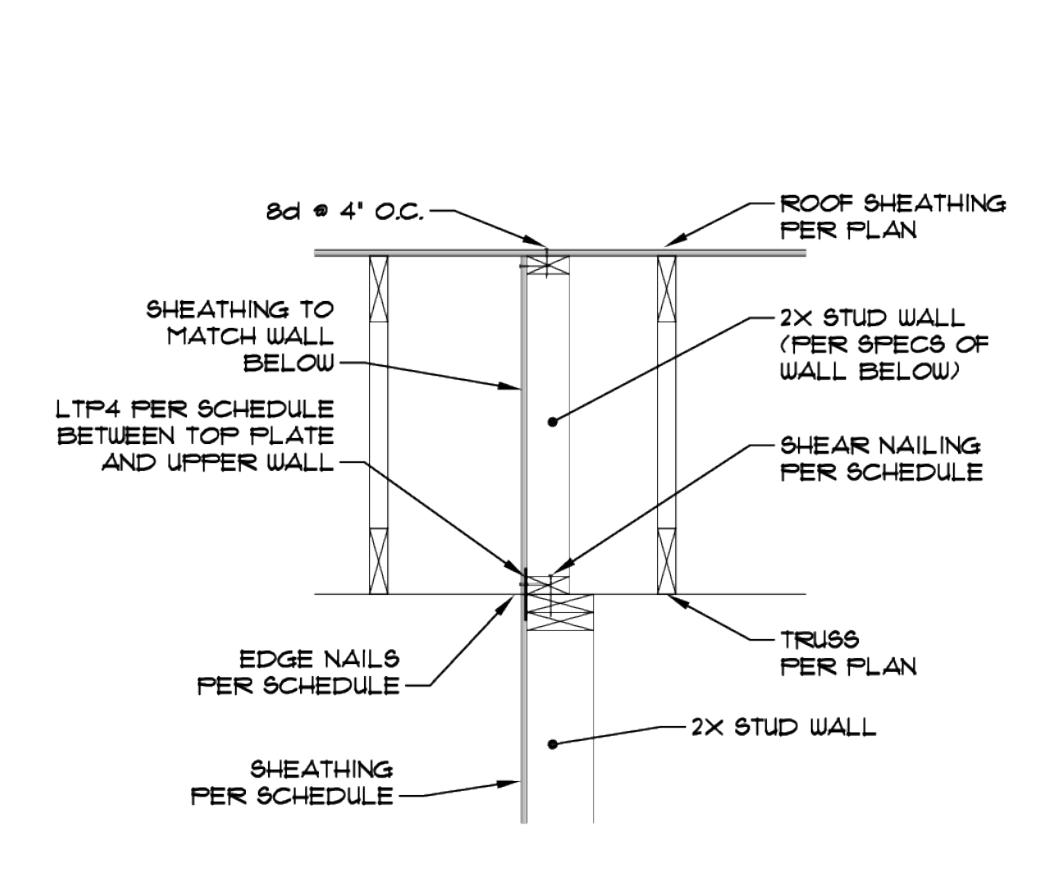 8d @ 4" O.C.
ROOF SHEATHING
PER PLAN
SHEATHING TO
MATCH WALL
BELOW
2X STUD WALL
(PER SPECS OF
WALL BELOW)
LTP4 PER SCHEDULE
BETWEEN TOP PLATE
AND UPPER WALL
SHEAR NAILING
PER SCHEDULE
EDGE NAILS
PER SCHEDULE
TRUSS
PER PLAN
2X STUD WALL
SHEATHING
PER SCHEDULE